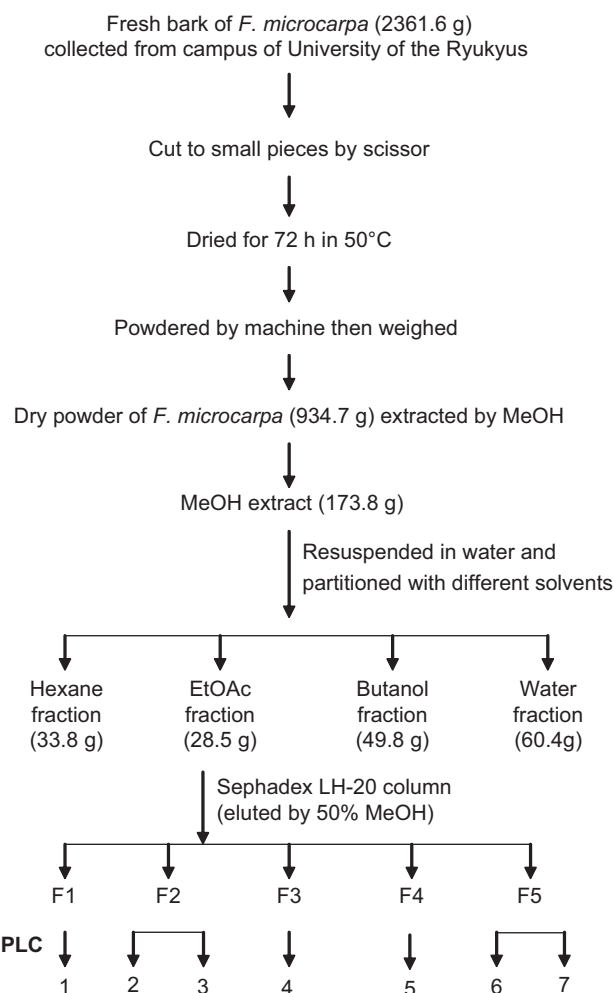 Fresh bark of F. microcarpa (2361.6 g)
collected from campus of University of the Ryukyus
Cut to small pieces by scissor
Dried for 72 h in 50°C
Powdered by machine then weighed
Dry powder of F. microcarpa (934.7 g) extracted by MeOH
MeOH extract (173.8 g)
Resuspended in water and
partitioned with different solvents
Hexane
fraction
(33.8 g)
EtOAc
fraction
(28.5 g)
Butanol
fraction
(49.8 g)
Water
fraction
(60.4g)
Sephadex LH-20 column
(eluted by 50% MeOH)
F1 F2 F3 F4 F5
PLC
1 2 3 4 5 6 7